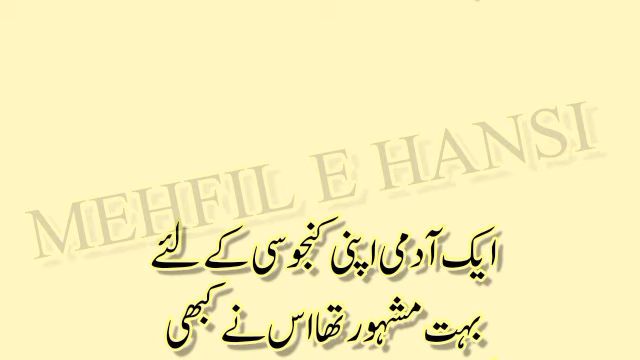 MEHFIL E HANSI
ایک آدمی اپنی کنجوسی کے لئے
بہت مشہور تھا اس نے کبھی